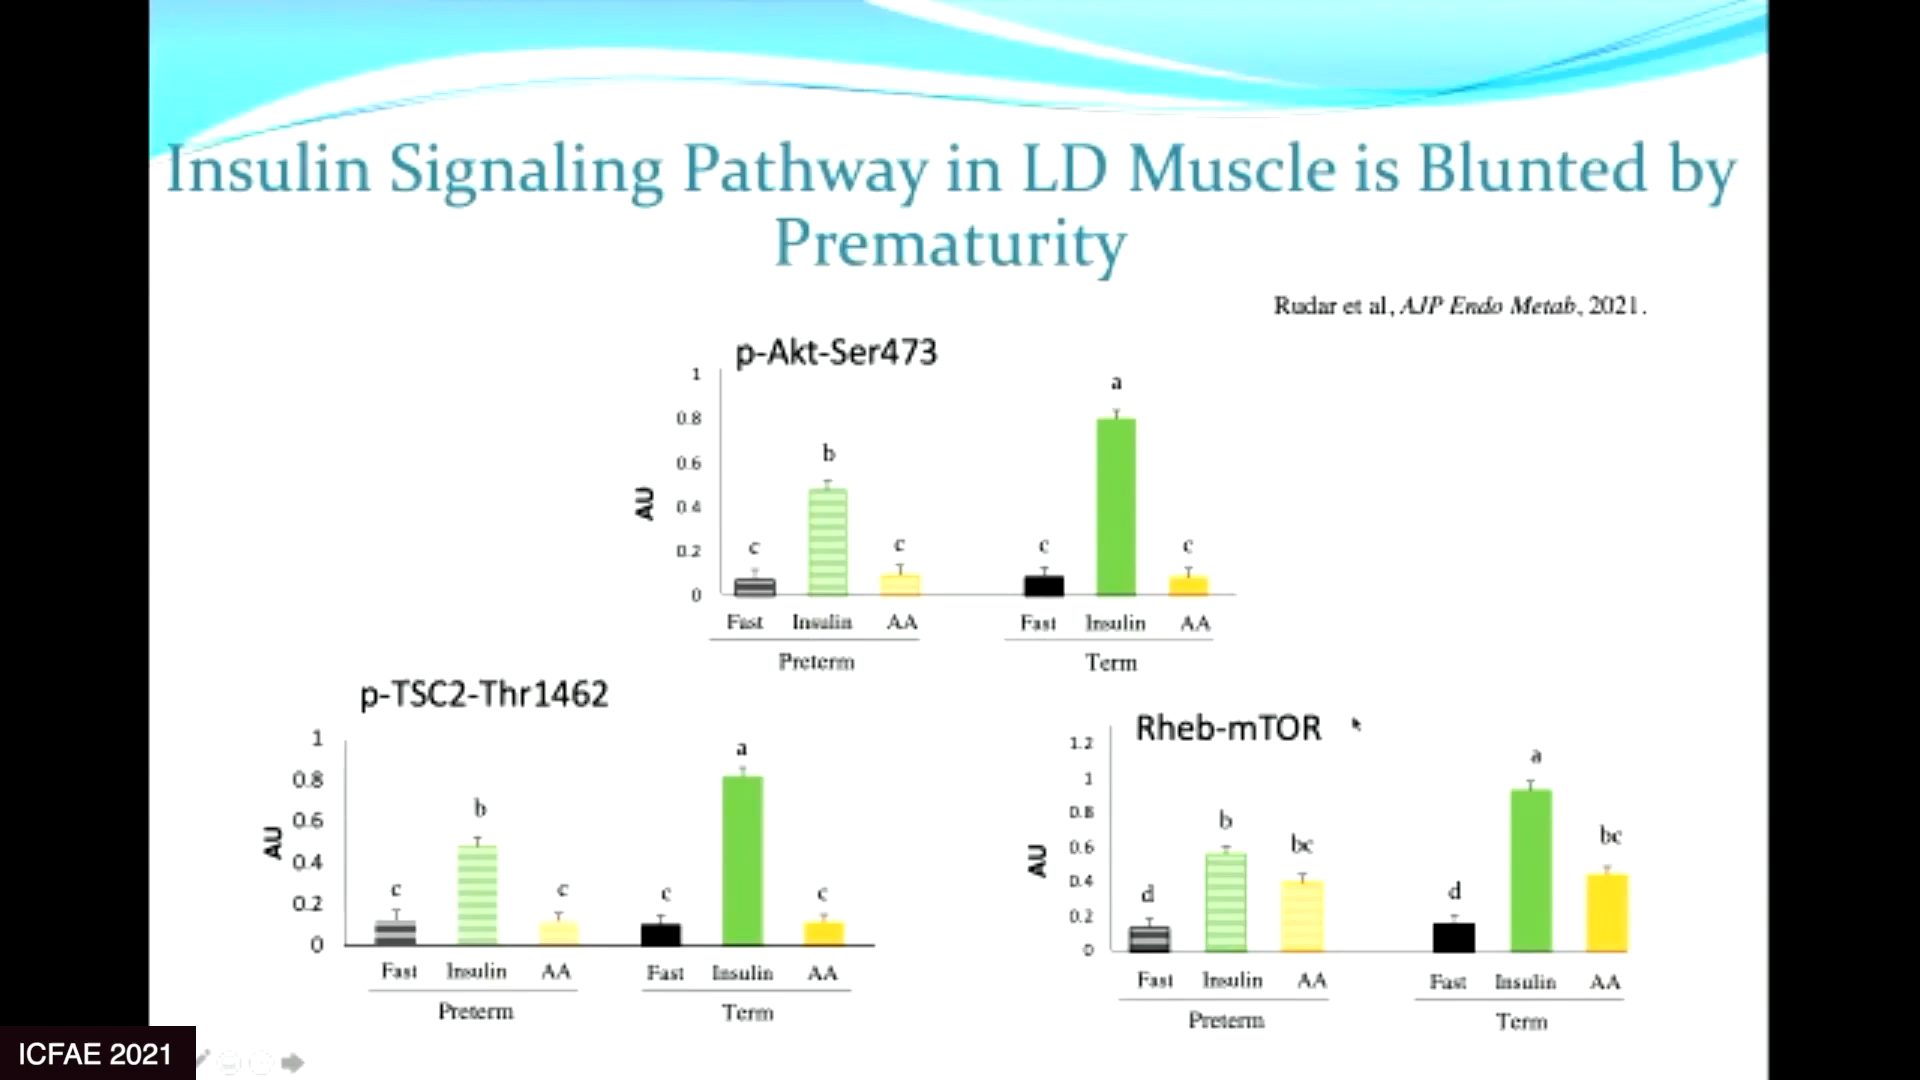 Insulin Signaling Pathway in LD Muscle is Blunted by
Prematurity
Rudar et al, AJP Endo Metab, 2021.
p-Akt-Ser473
1
a
0.8
b
0.6
AU
0.4
c c c c
0.2
0
Fast Insulin AA Fast Insulin AA
Preterm Term
p-TSC2-Thr1462
1
a
0.8
b
0.6
AU
0.4
c c c c
0.2
0
Fast Insulin AA Fast Insulin AA
Preterm Term
Rheb-mTOR
1.2
a
1
0.8
b bc bc
0.6
AU
0.4
d d
0.2
0
Fast Insulin AA Fast Insulin AA
Preterm Term
ICFAE 2021